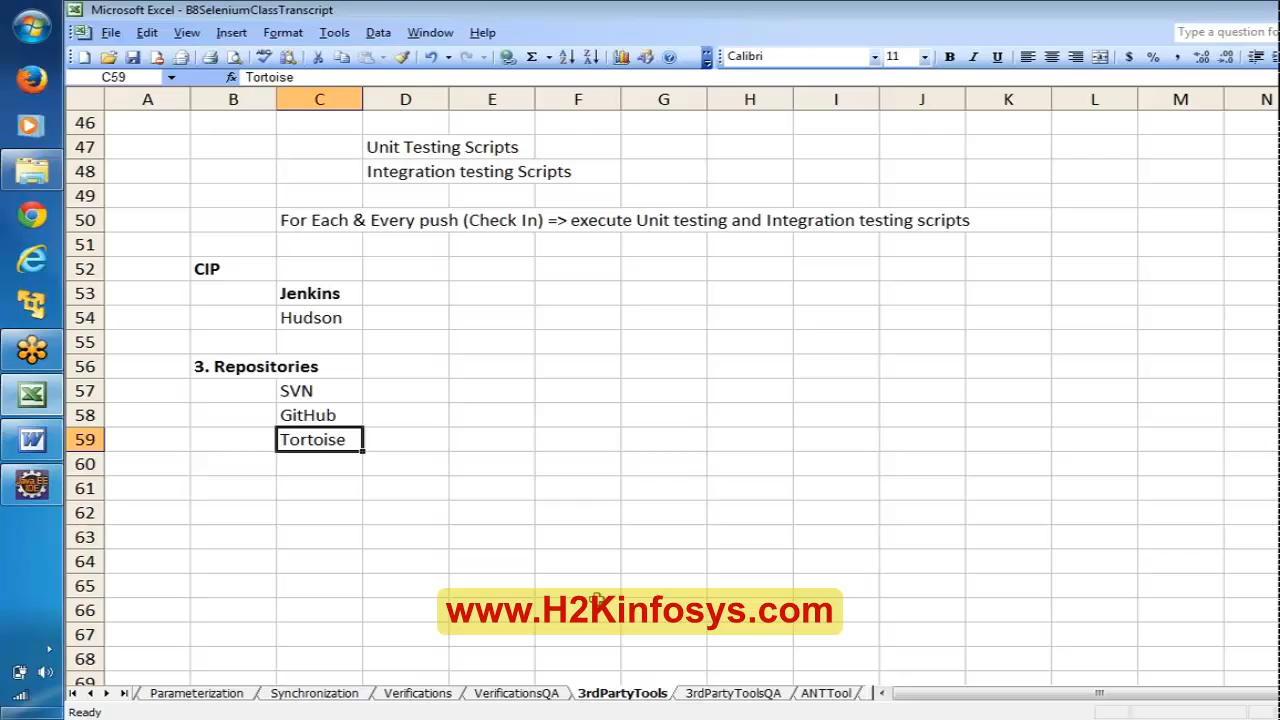 Microsoft Excel - B8SeleniumClassTranscript
File Edit View Insert Format Tools Data Window Help
Type a question fo
Calibri 11 B I U $ % ,
C59 fx Tortoise
A B C D E F G H I J K L M N
46
47 Unit Testing Scripts
48 Integration testing Scripts
49
50 For Each & Every push (Check In) => execute Unit testing and Integration testing scripts
51
52 CIP
53 Jenkins
54 Hudson
55
56 3. Repositories
57 SVN
58 GitHub
59 Tortoise
60
61
62
63
64
65
66
www.H2Kinfosys.com
67
68
69
Parameterization Synchronization Verifications VerificationsQA 3rdPartyTools 3rdPartyToolsQA ANTTool
Ready